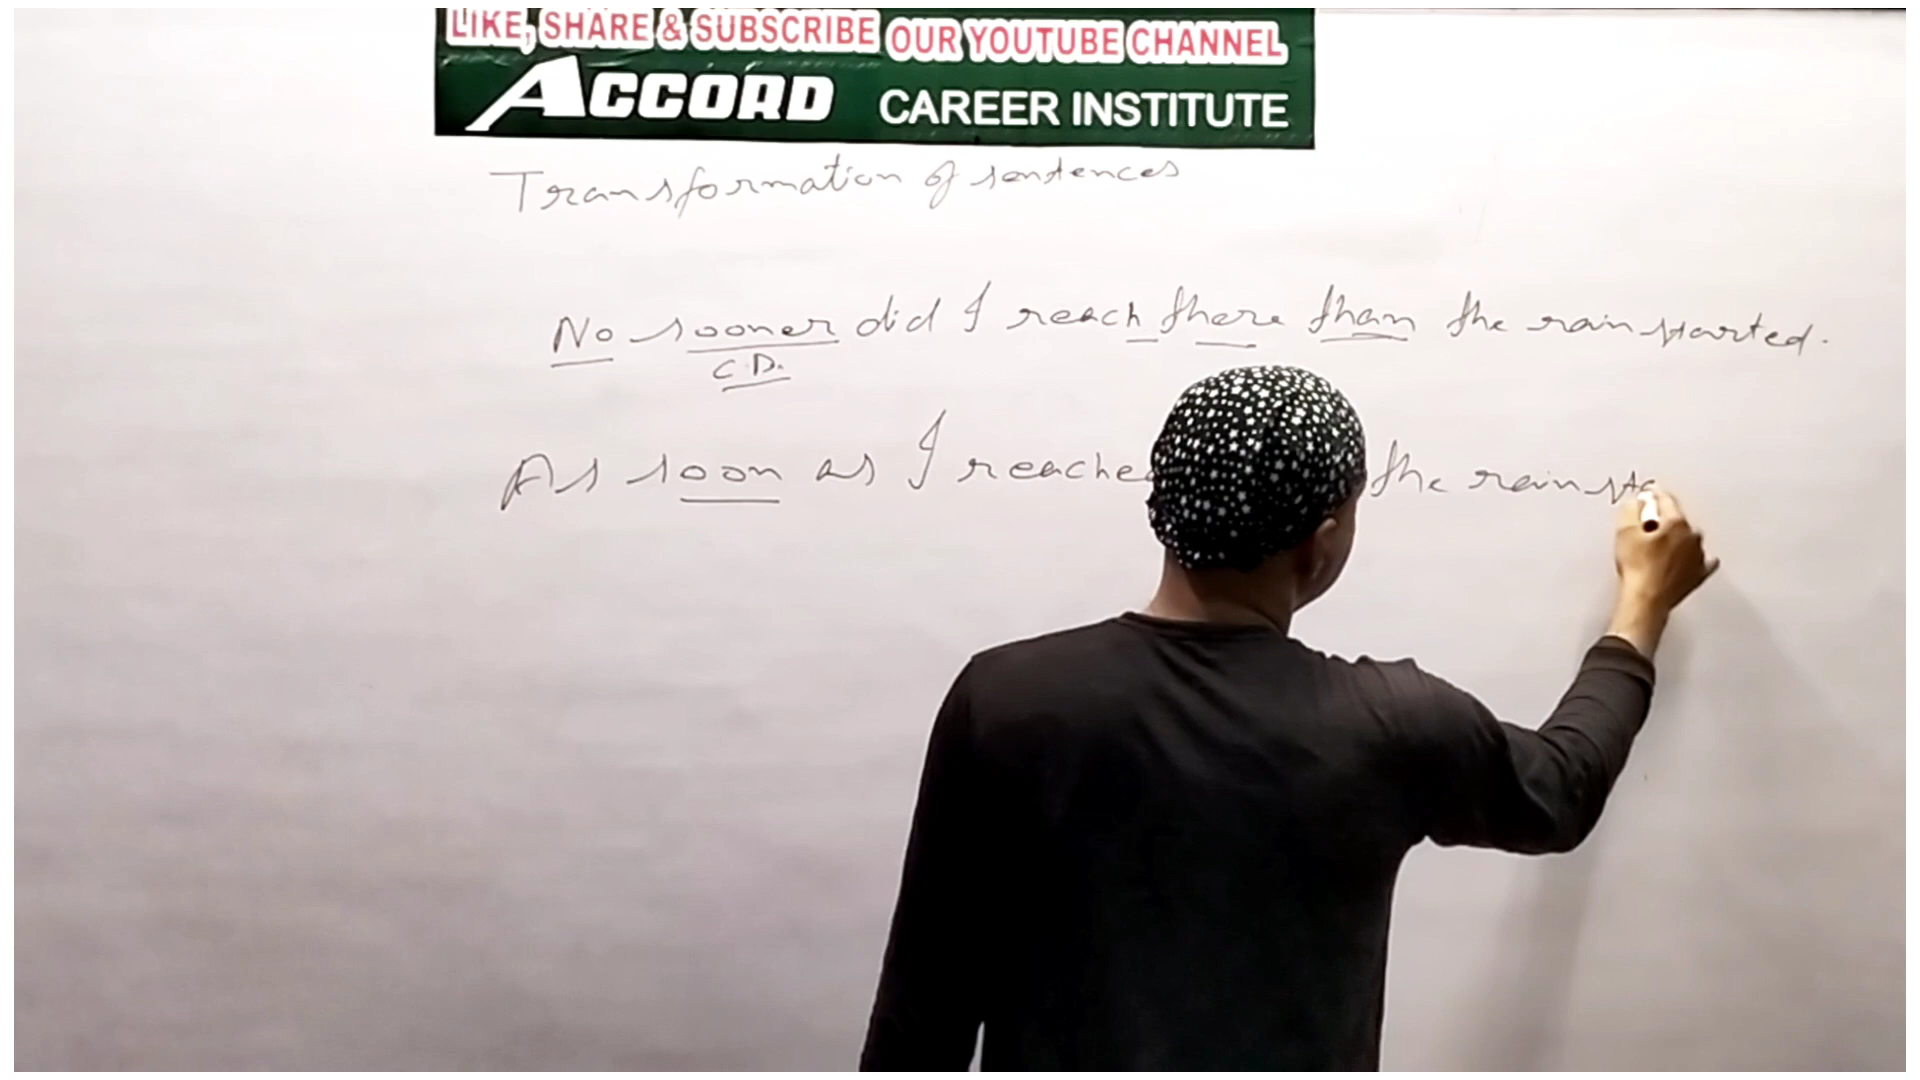 LIKE, SHARE & SUBSCRIBE OUR YOUTUBE CHANNEL
ACCORD CAREER INSTITUTE
Transformation of sentences
No sooner did I reach there than the rain started.
C.D.
As soon as I reache the rain sta